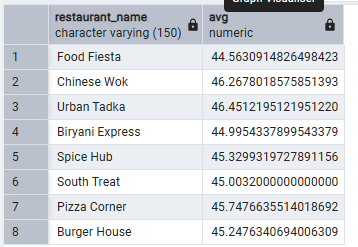 Graph Visualiser
restaurant_name avg
character varying (150) numeric
1 Food Fiesta 44.5630914826498423
2 Chinese Wok 46.2678018575851393
3 Urban Tadka 46.4512195121951220
4 Biryani Express 44.9954337899543379
5 Spice Hub 45.3299319727891156
6 South Treat 45.0032000000000000
7 Pizza Corner 45.7476635514018692
8 Burger House 45.2476340694006309